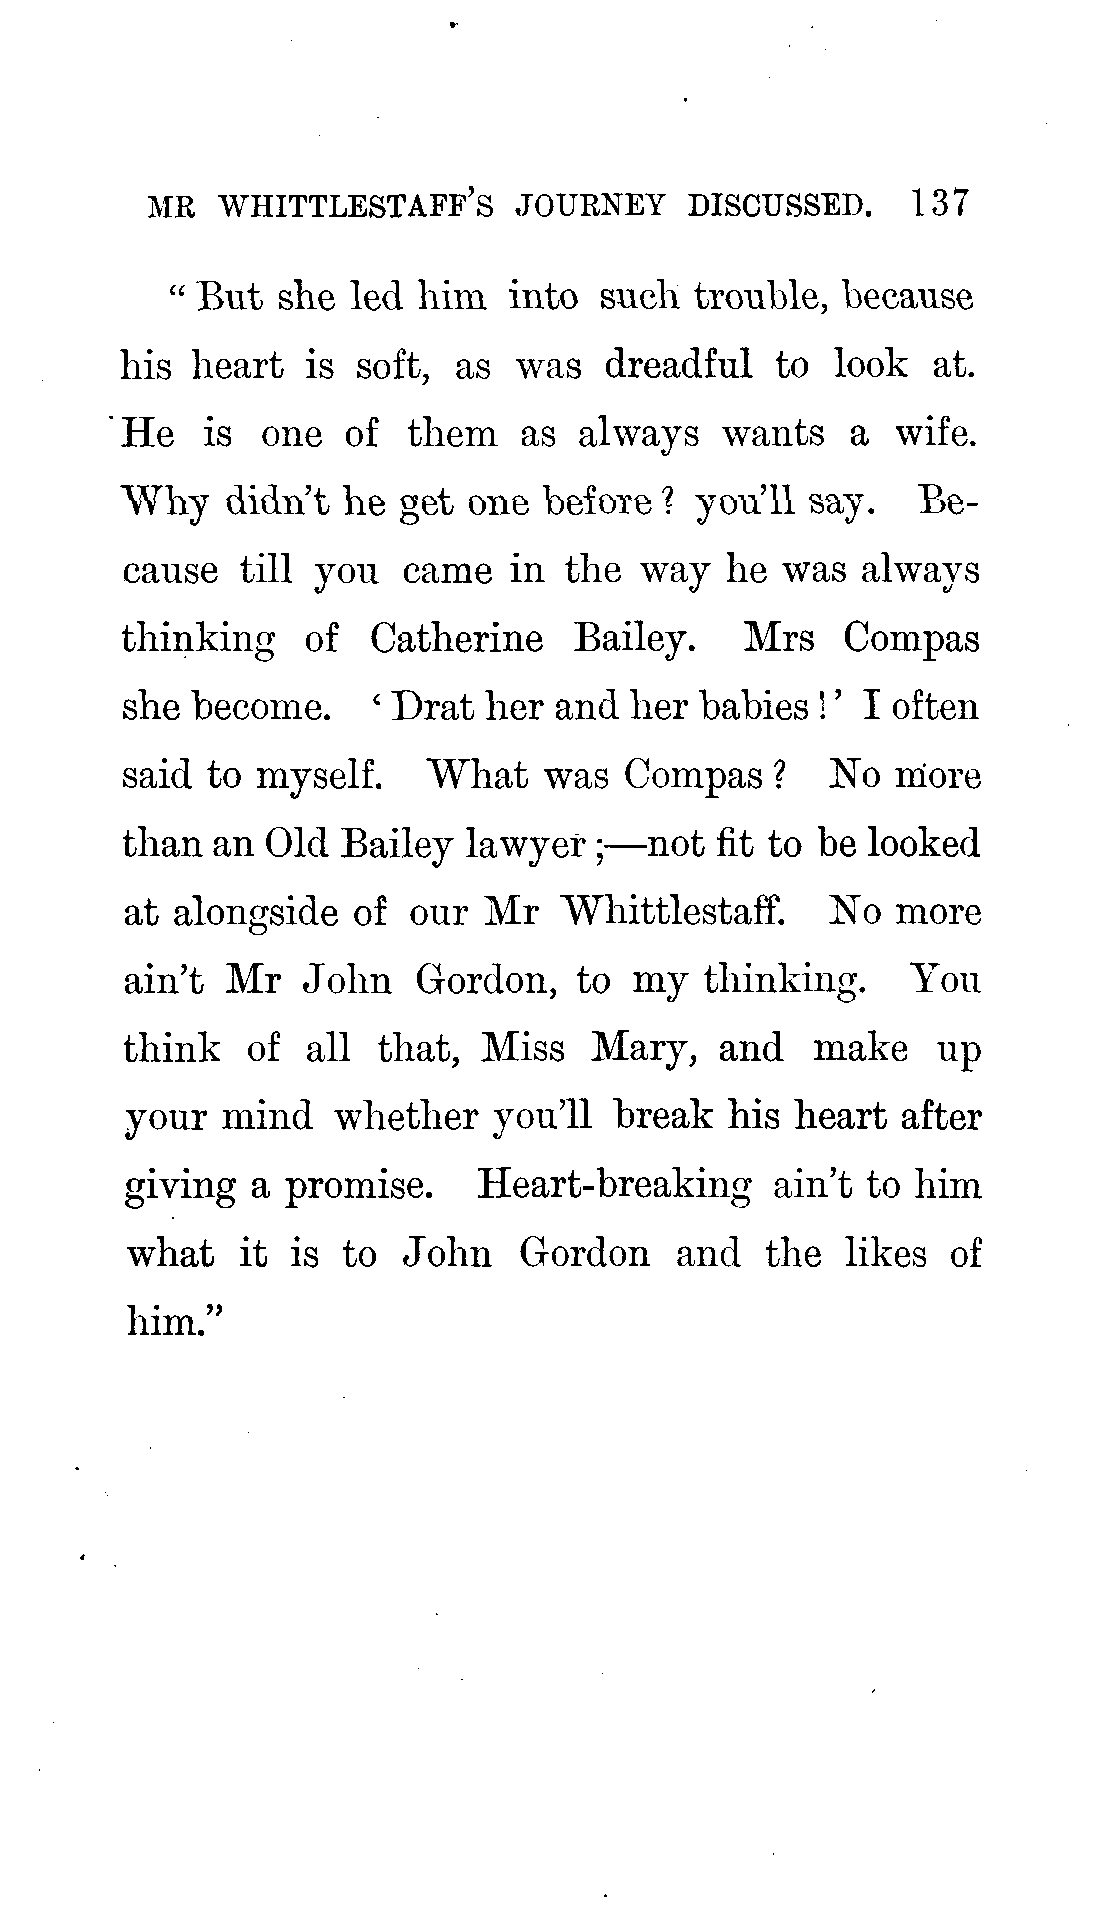 MR WHITTLESTAFF'S JOURNEY DISCUSSED. 137
“ But she led him into such trouble, because
his heart is soft, as was dreadful to look at.
He is one of them as always wants a wife.
Why didn't he get one before ? you'll say. Be-
cause till you came in the way he was always
thinking of Catherine Bailey. Mrs Compas
she become. ‘ Drat her and her babies !’ I often
said to myself. What was Compas ? No more
than an Old Bailey lawyer ;—not fit to be looked
at alongside of our Mr Whittlestaff. No more
ain't Mr John Gordon, to my thinking. You
think of all that, Miss Mary, and make up
your mind whether you'll break his heart after
giving a promise. Heart-breaking ain't to him
what it is to John Gordon and the likes of
him.”